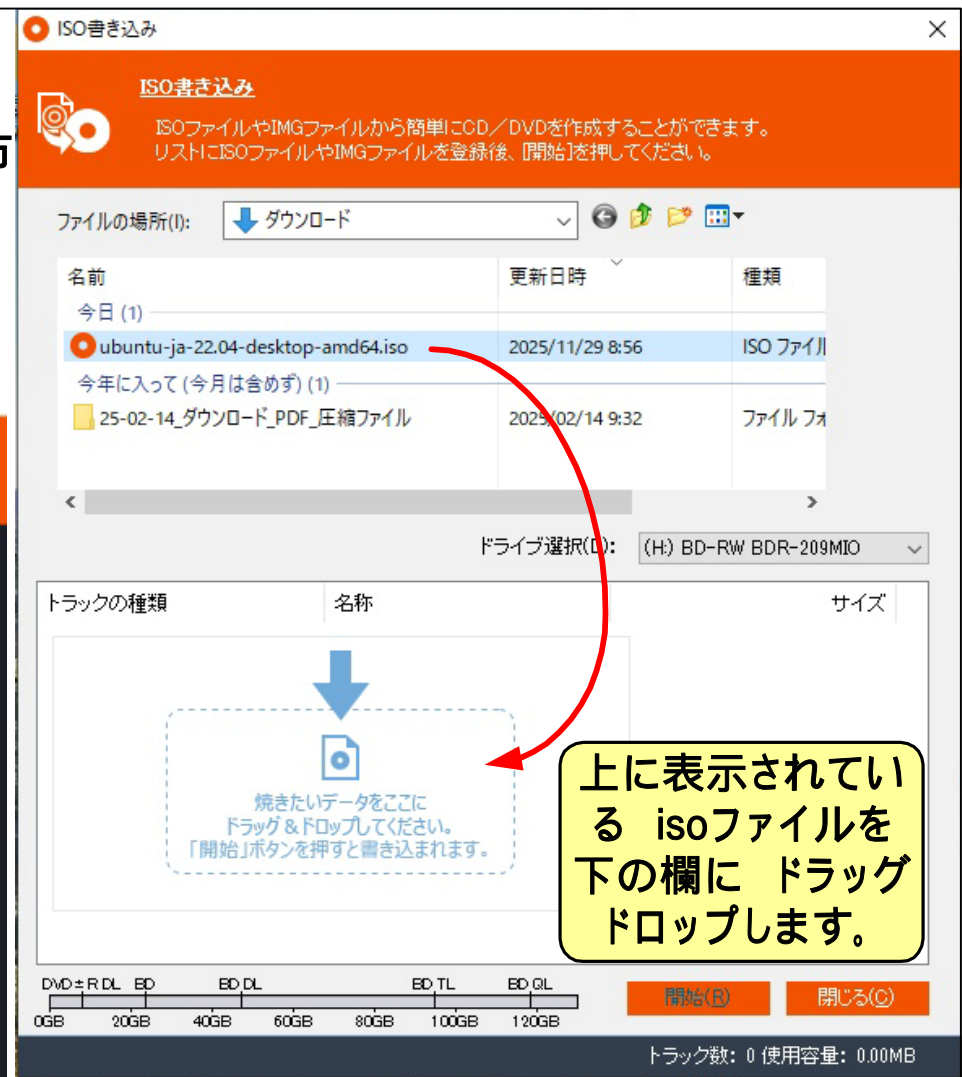 ISO書き込み
ISO書き込み
ISOファイルやIMGファイルから簡単にCD／DVDを作成することができます。
リストにISOファイルやIMGファイルを登録後、[開始]を押してください。
ファイルの場所(I):
ダウンロード
名前 更新日時 種類
今日 (1)
ubuntu-ja-22.04-desktop-amd64.iso 2025/11/29 8:56 ISO ファイル
今年に入って (今月は含めず) (1)
25-02-14_ダウンロード_PDF_圧縮ファイル 2025/02/14 9:32 ファイル フォ
ドライブ選択(D): (H:) BD-RW BDR-209MIO
トラックの種類 名称 サイズ
焼きたいデータをここに
ドラッグ＆ドロップしてください。
「開始」ボタンを押すと書き込まれます。
上に表示されてい
る isoファイルを
下の欄に ドラッグ
ドロップします。
DVD±R DL BD BD DL BD TL BD QL
0GB 20GB 40GB 60GB 80GB 100GB 120GB
開始(R) 閉じる(C)
トラック数: 0 使用容量: 0.00MB